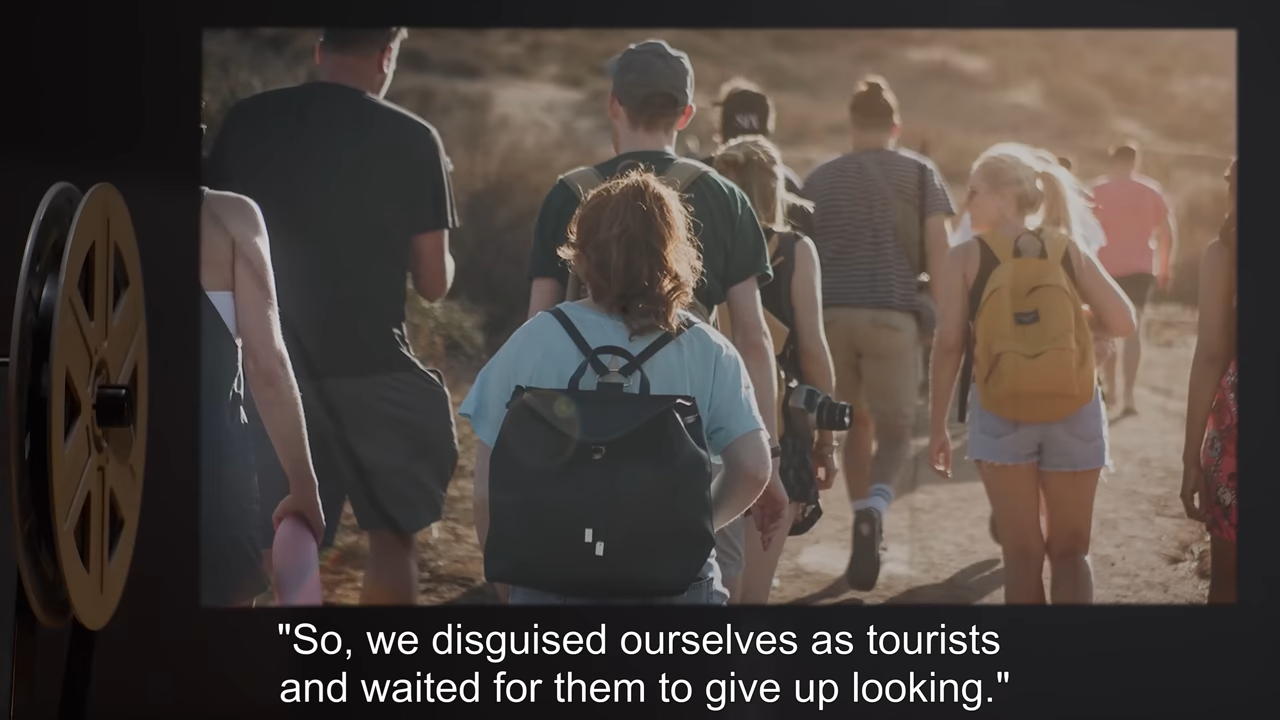 "So, we disguised ourselves as tourists
and waited for them to give up looking."